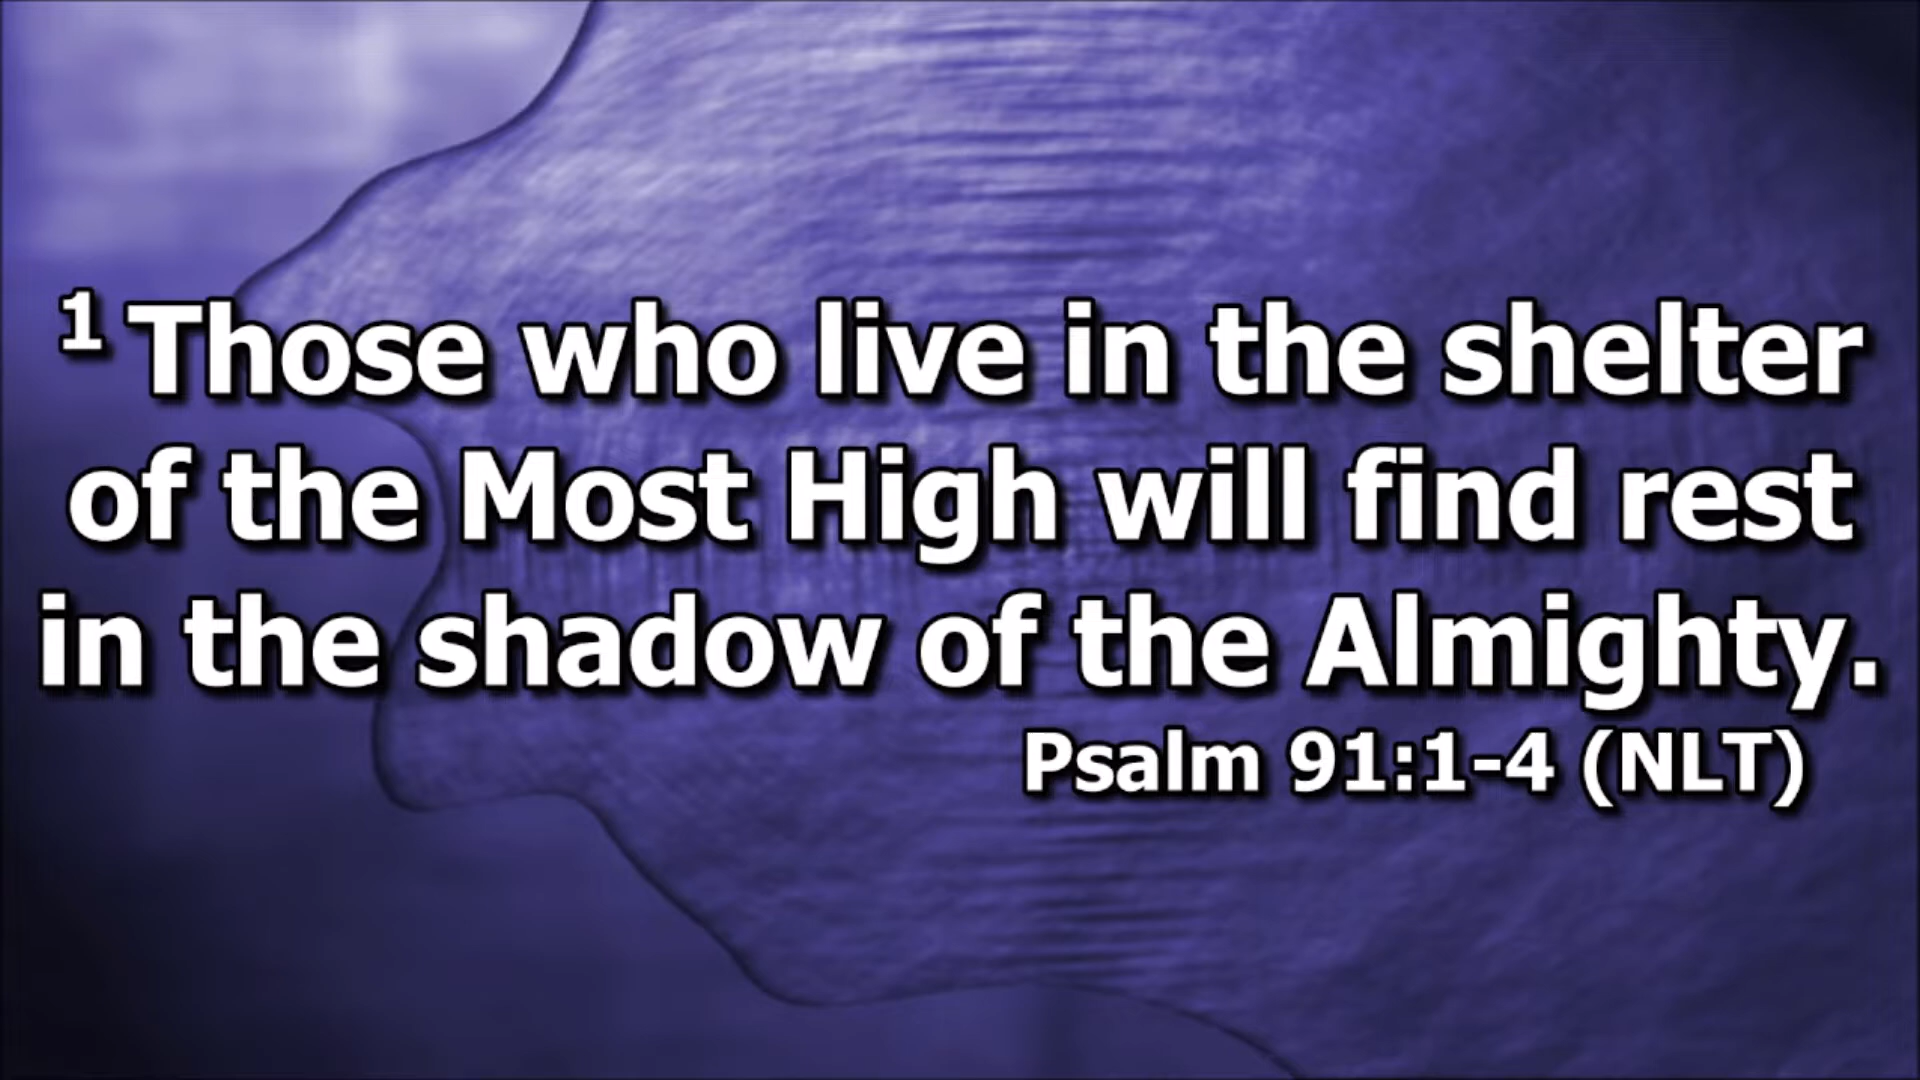 1 Those who live in the shelter
of the Most High will find rest
in the shadow of the Almighty.
Psalm 91:1-4 (NLT)